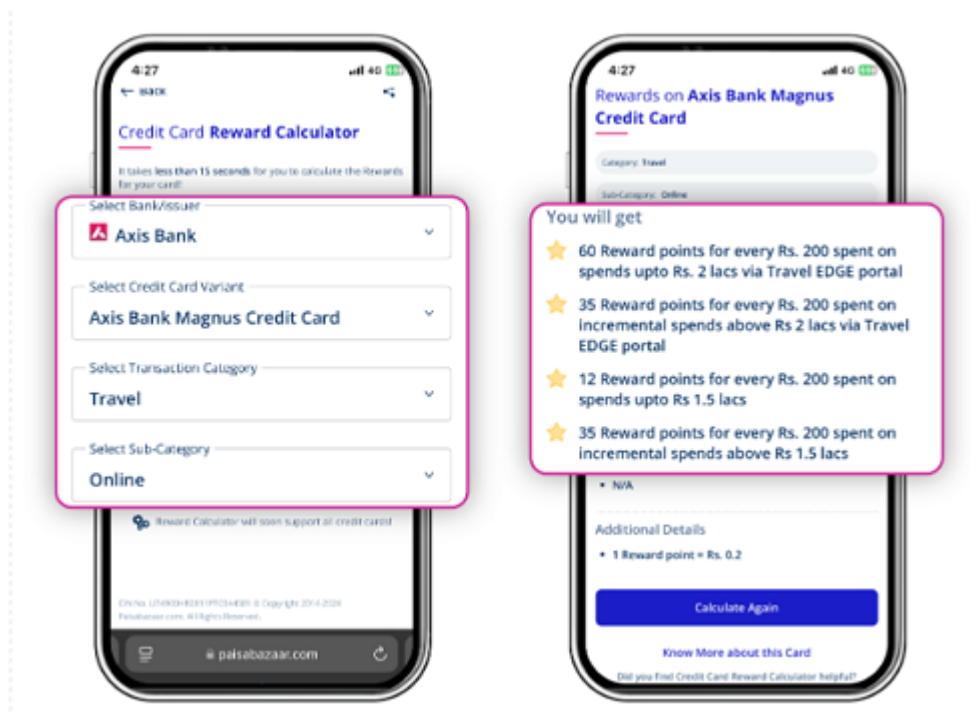 4:27
4G
← BACK
Credit Card Reward Calculator
It takes less than 15 seconds for you to calculate the Rewards
for your card!
Select Bank/Issuer
Axis Bank
Select Credit Card Variant
Axis Bank Magnus Credit Card
Select Transaction Category
Travel
Select Sub-Category
Online
Reward Calculator will soon support all credit cards!
Paisabazaar.com. All Rights Reserved.
paisabazaar.com
4:27
4G
Rewards on Axis Bank Magnus
Credit Card
Category: Travel
Sub-Category: Online
You will get
60 Reward points for every Rs. 200 spent on
spends upto Rs. 2 lacs via Travel EDGE portal
35 Reward points for every Rs. 200 spent on
incremental spends above Rs 2 lacs via Travel
EDGE portal
12 Reward points for every Rs. 200 spent on
spends upto Rs 1.5 lacs
35 Reward points for every Rs. 200 spent on
incremental spends above Rs 1.5 lacs
• N/A
Additional Details
• 1 Reward point = Rs. 0.2
Calculate Again
Know More about this Card
Did you find Credit Card Reward Calculator helpful?